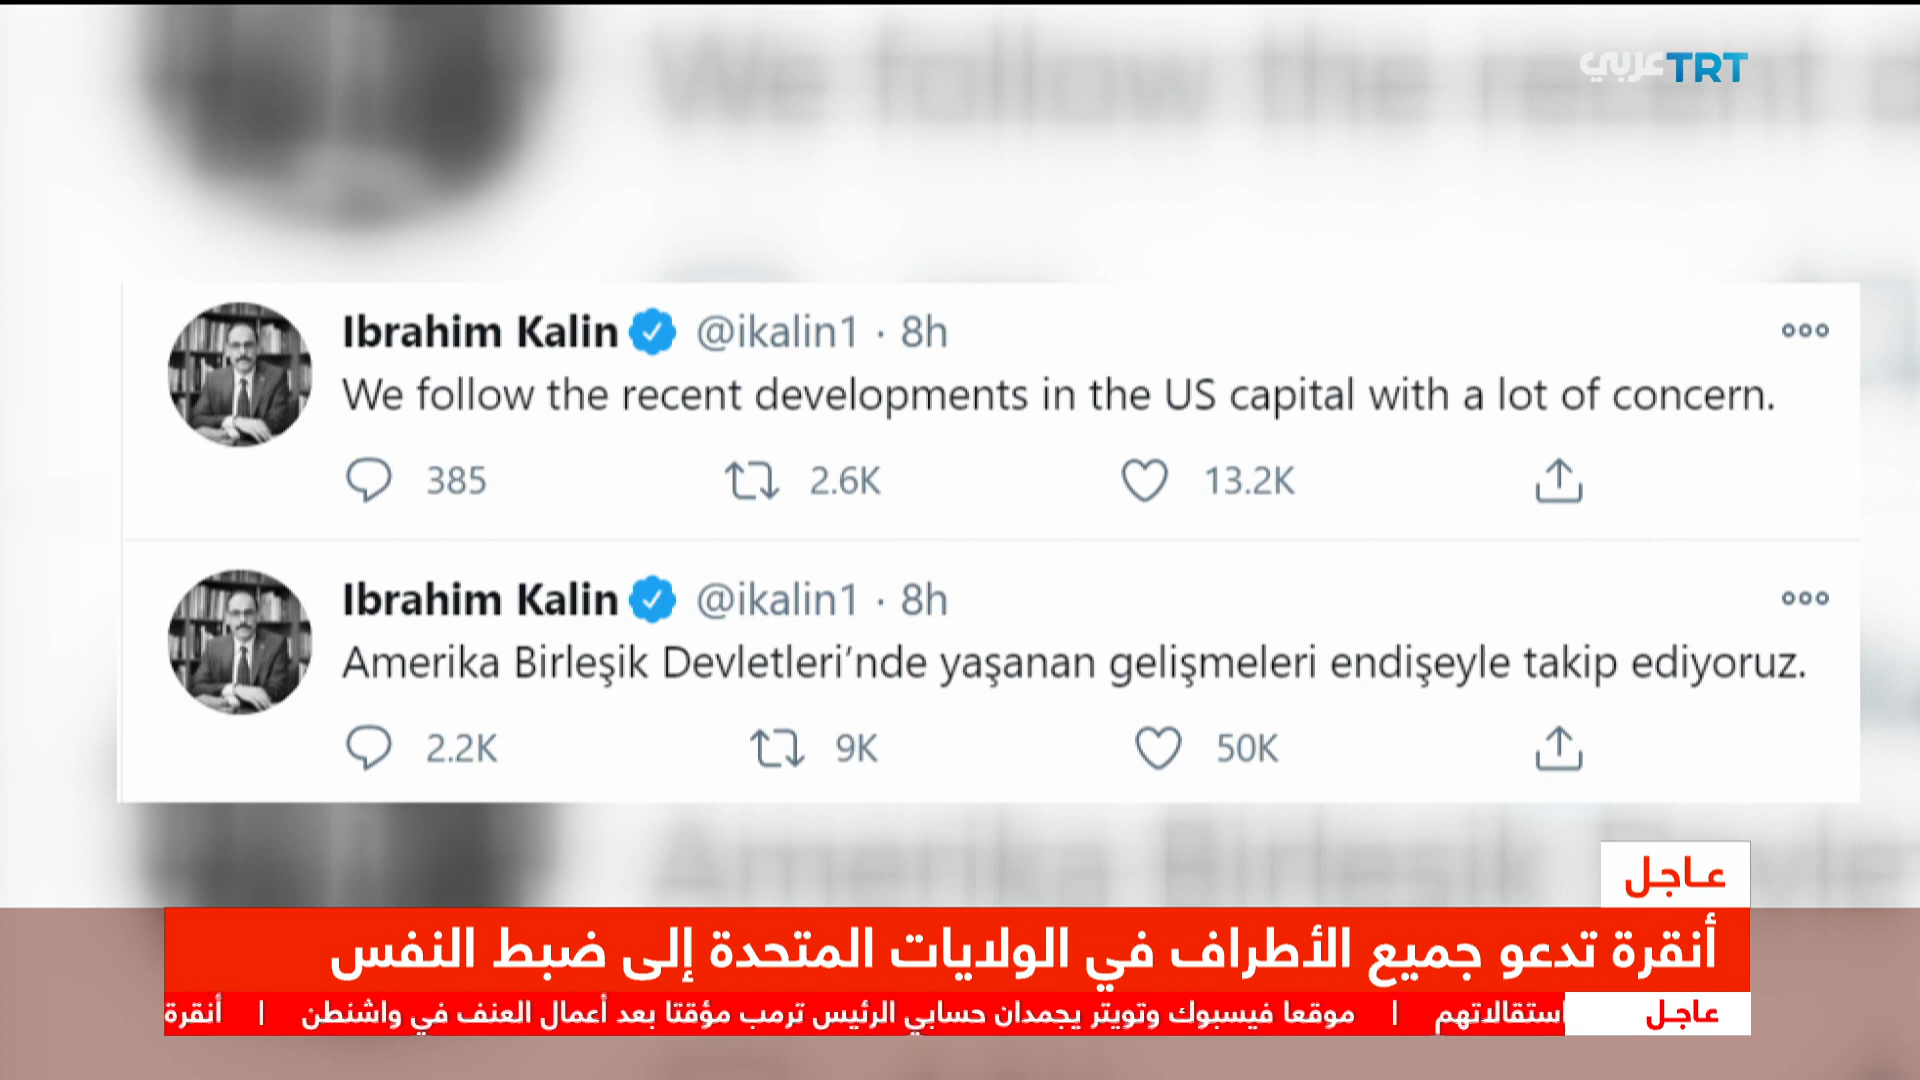 TRT عربي
Ibrahim Kalin @ikalin1 · 8h
We follow the recent developments in the US capital with a lot of concern.
385 2.6K 13.2K
Ibrahim Kalin @ikalin1 · 8h
Amerika Birleşik Devletleri'nde yaşanan gelişmeleri endişeyle takip ediyoruz.
2.2K 9K 50K
عاجل
أنقرة تدعو جميع الأطراف في الولايات المتحدة إلى ضبط النفس
عاجل
استقالاتهم | موقعا فيسبوك وتويتر يجمدان حسابي الرئيس ترمب مؤقتا بعد أعمال العنف في واشنطن | أنقرة